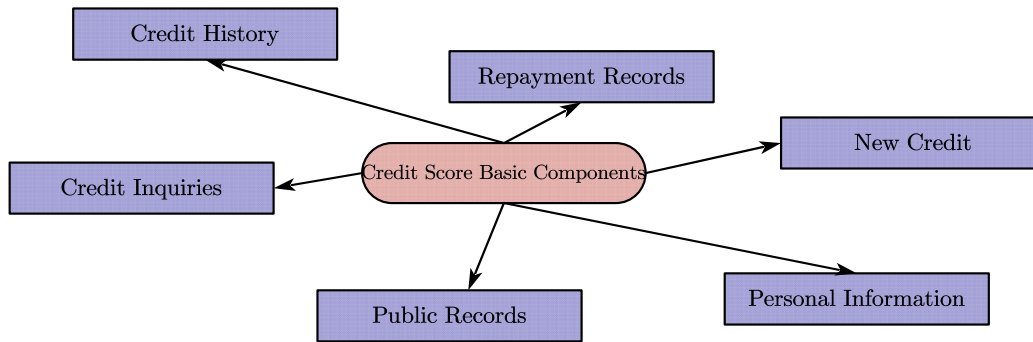 Credit History
Repayment Records
New Credit
Credit Score Basic Components
Credit Inquiries
Personal Information
Public Records